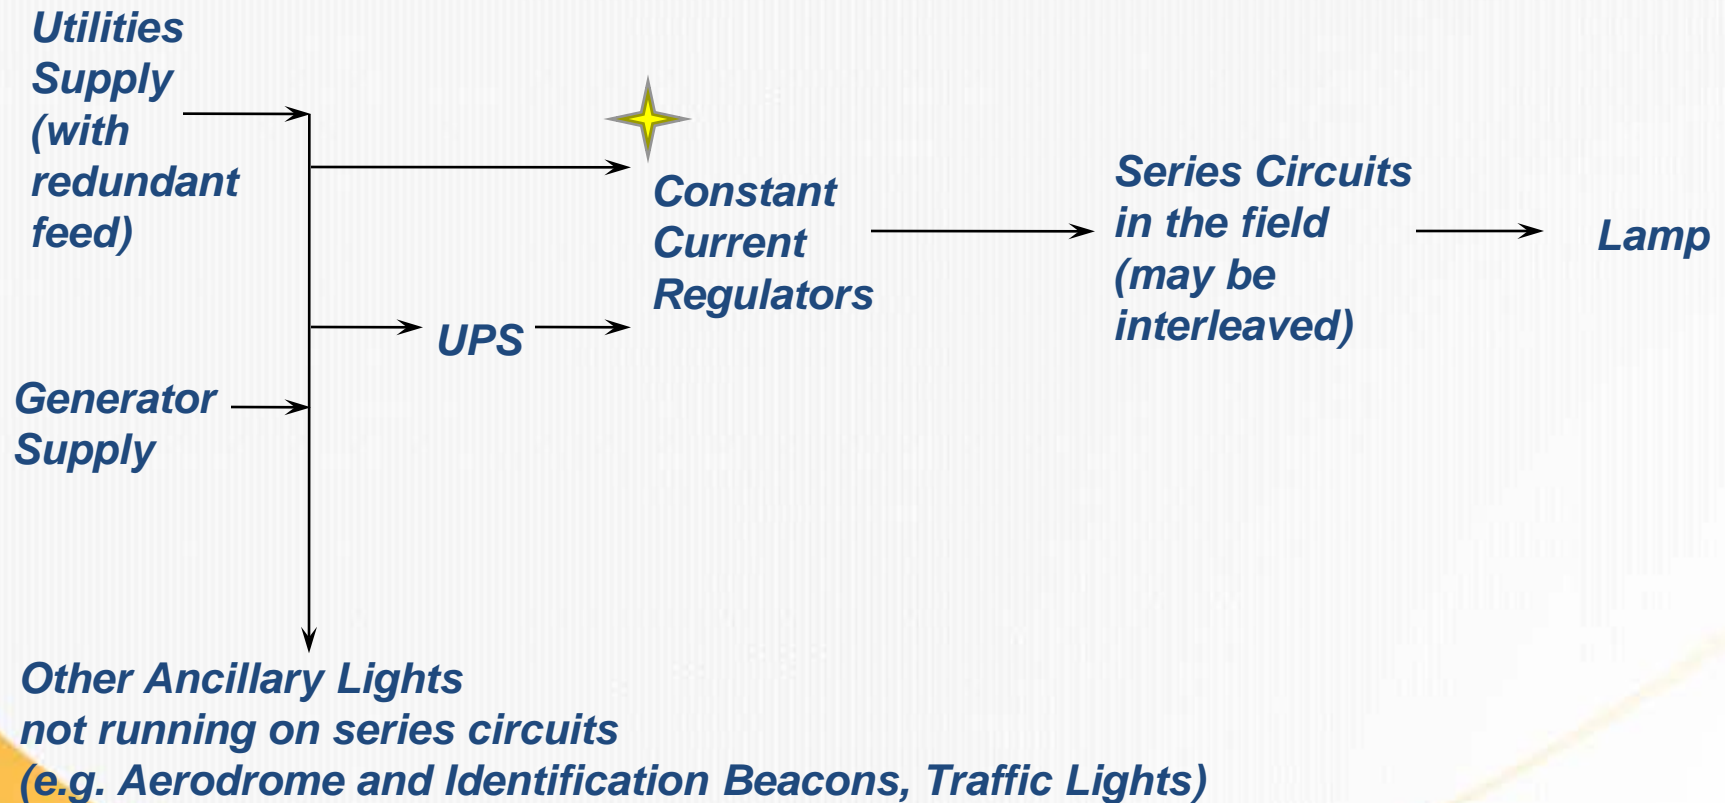 Utilities
Supply
(with
redundant
feed)
Constant
Current
Regulators
Series Circuits
in the field
(may be
interleaved)
Lamp
UPS
Generator
Supply
Other Ancillary Lights
not running on series circuits
(e.g. Aerodrome and Identification Beacons, Traffic Lights)